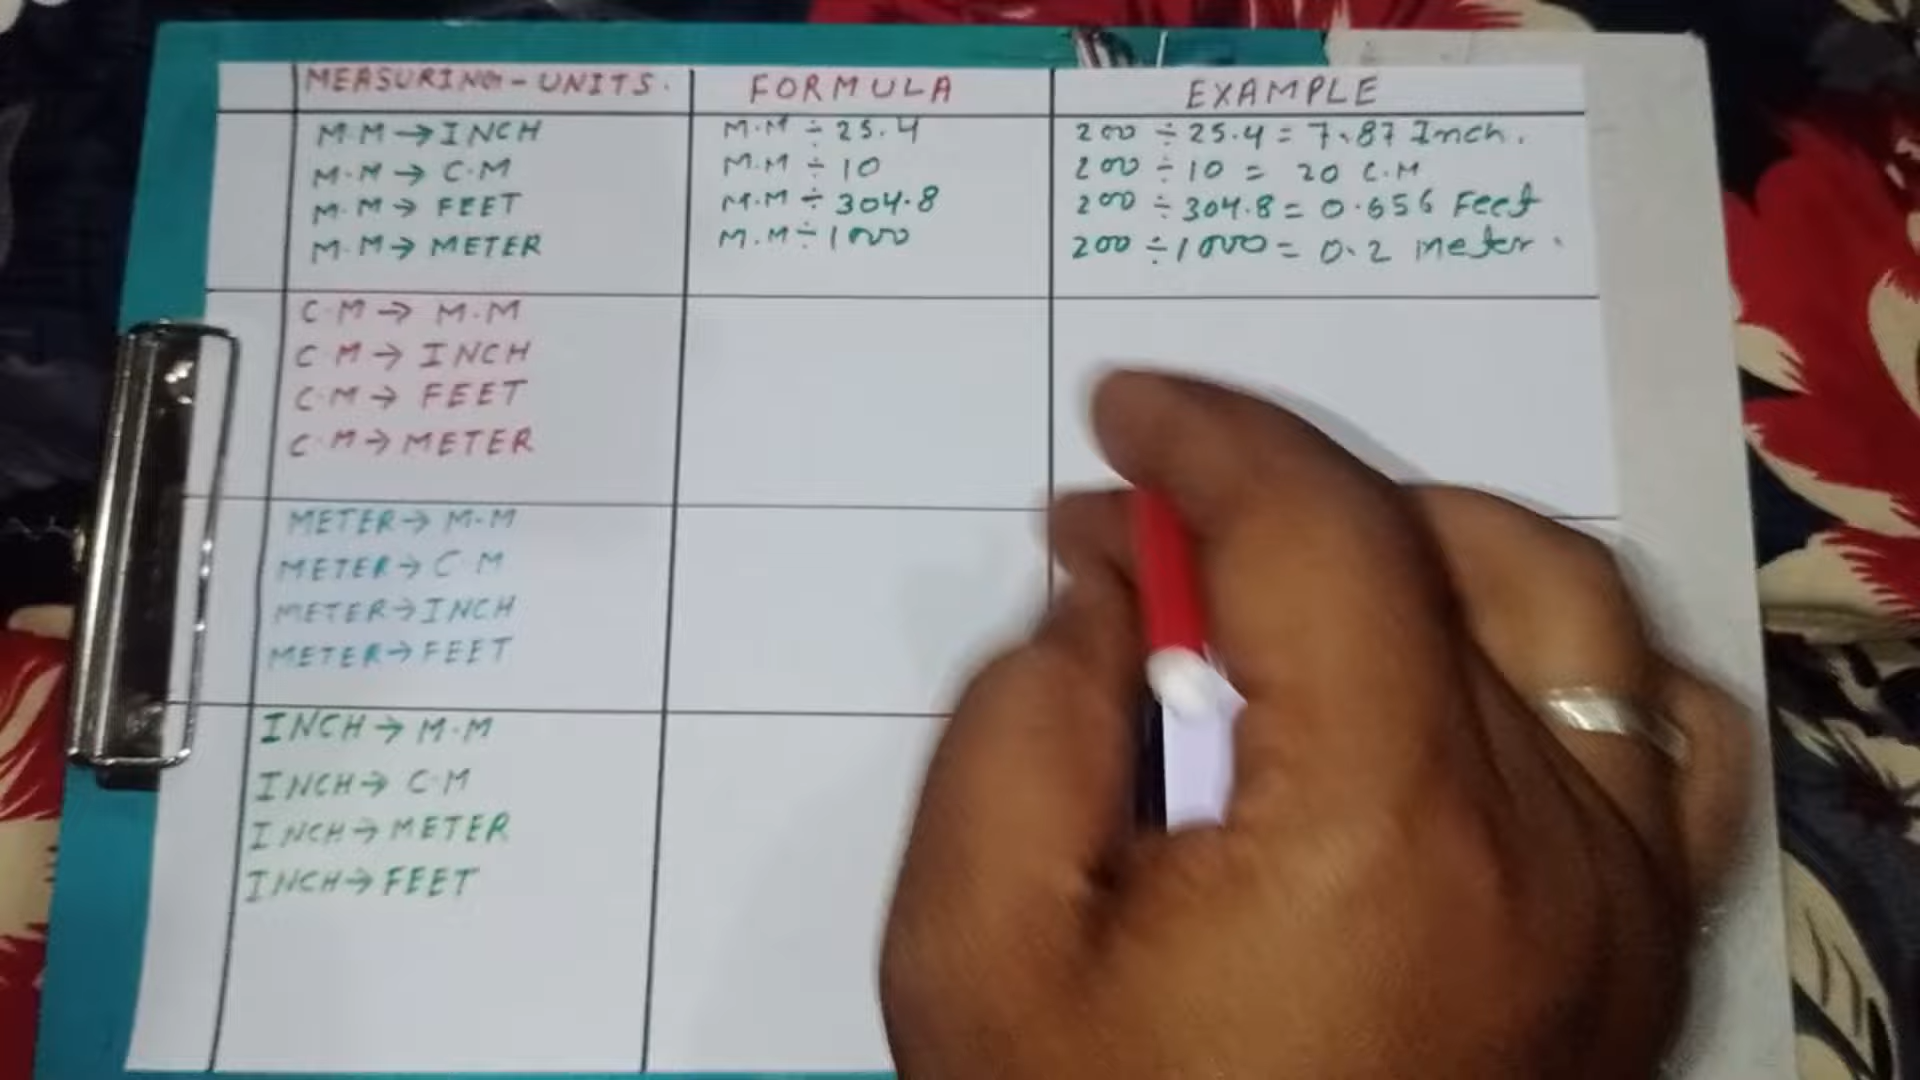 MEASURING-UNITS. FORMULA EXAMPLE
M.M → INCH M.M ÷ 25.4 200 ÷ 25.4 = 7.87 Inch.
M.M → C.M M.M ÷ 10 200 ÷ 10 = 20 C.M
M.M → FEET M.M ÷ 304.8 200 ÷ 304.8 = 0.656 Feet
M.M → METER M.M ÷ 1000 200 ÷ 1000 = 0.2 meter.
C.M → M.M
C.M → INCH
C.M → FEET
C.M → METER
METER → M.M
METER → C.M
METER → INCH
METER → FEET
INCH → M.M
INCH → C.M
INCH → METER
INCH → FEET